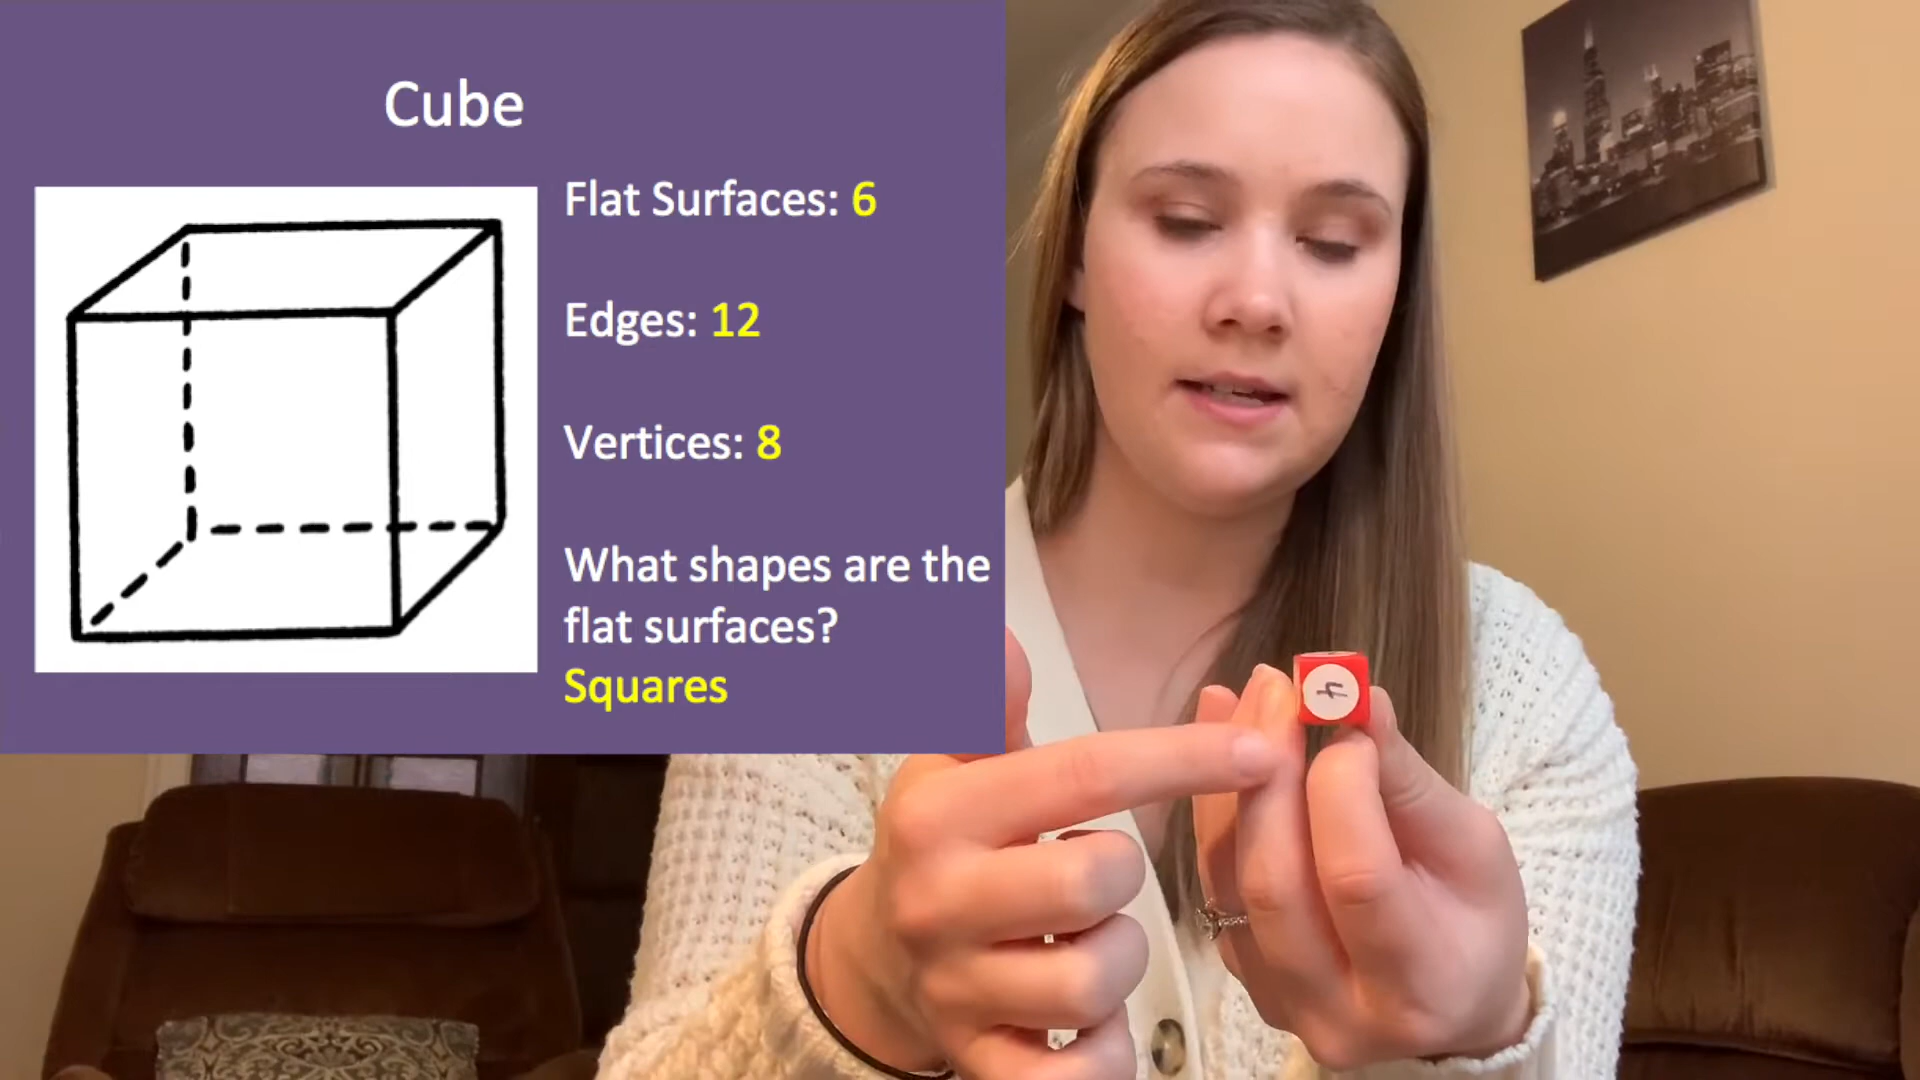 Cube
Flat Surfaces: 6
Edges: 12
Vertices: 8
What shapes are the
flat surfaces?
Squares
4